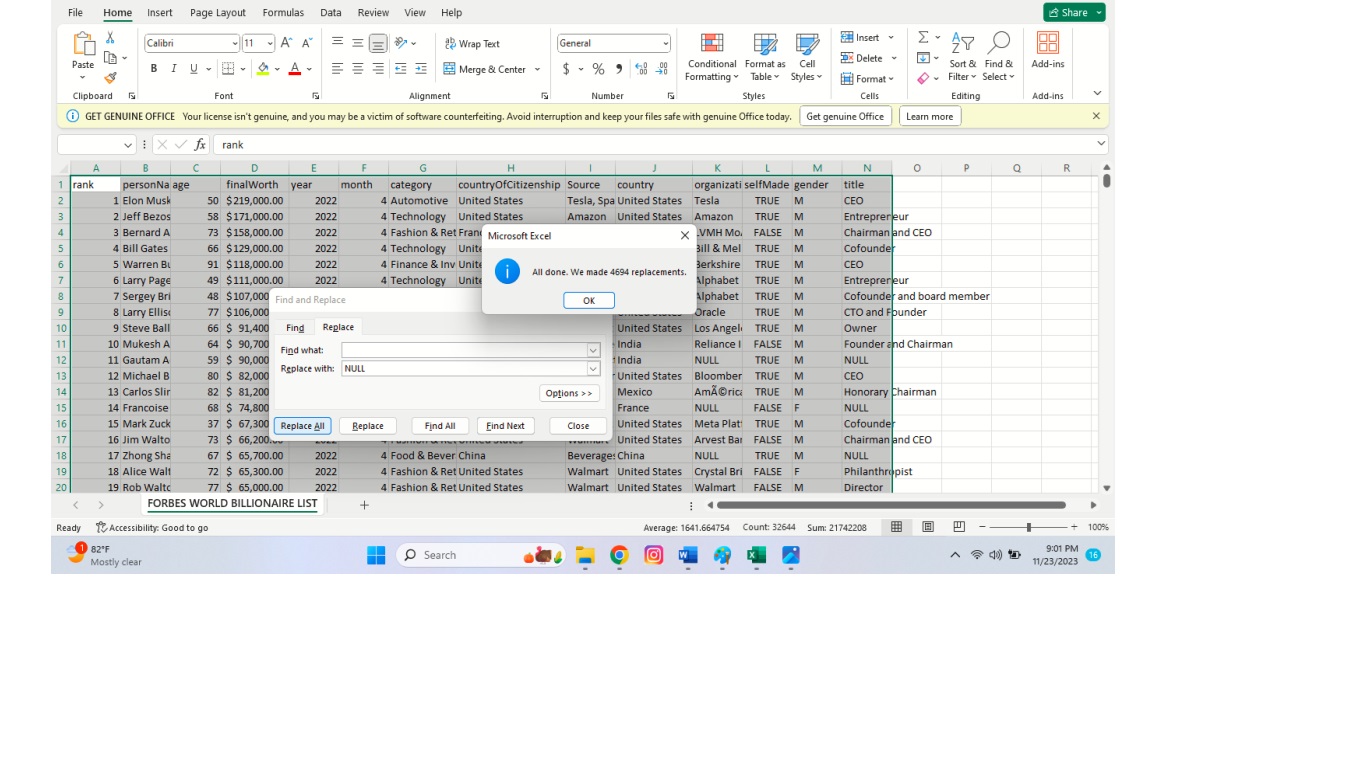 File Home Insert Page Layout Formulas Data Review View Help Share
Calibri 11 Wrap Text General Insert
Paste B I U A Merge & Center $ % Conditional Formatting Format as Table Cell Styles Delete Sort & Filter Find & Select Add-ins
Format
Clipboard Font Alignment Number Styles Cells Editing Add-ins
GET GENUINE OFFICE Your license isn't genuine, and you may be a victim of software counterfeiting. Avoid interruption and keep your files safe with genuine Office today. Get genuine Office Learn more
fx rank
A B C D E F G H I J K L M N O P Q R
1 rank personNa age finalWorth year month category countryOfCitizenship Source country organizati selfMade gender title
2 1 Elon Musk 50 $219,000.00 2022 4 Automotive United States Tesla, Spa United States Tesla TRUE M CEO
3 2 Jeff Bezos 58 $171,000.00 2022 4 Technology United States Amazon United States Amazon TRUE M Entrepreneur
4 3 Bernard A 73 $158,000.00 2022 4 Fashion & Ret Fran LVMH Mo FALSE M Chairman and CEO
5 4 Bill Gates 66 $129,000.00 2022 4 Technology Unite Bill & Mel TRUE M Cofounder
6 5 Warren Bu 91 $118,000.00 2022 4 Finance & Inv Unite Berkshire TRUE M CEO
7 6 Larry Page 49 $111,000.00 2022 4 Technology Unite Alphabet TRUE M Entrepreneur
8 7 Sergey Bri 48 $107,000 Alphabet TRUE M Cofounder and board member
9 8 Larry Elliso 77 $106,000 United States Oracle TRUE M CTO and Founder
10 9 Steve Ball 66 $ 91,400 United States Los Angel TRUE M Owner
11 10 Mukesh A 64 $ 90,700 India Reliance I FALSE M Founder and Chairman
12 11 Gautam A 59 $ 90,000 India NULL TRUE M NULL
13 12 Michael B 80 $ 82,000 United States Bloomber TRUE M CEO
14 13 Carlos Slim 82 $ 81,200 Mexico AmÃ©rica TRUE M Honorary Chairman
15 14 Francoise 68 $ 74,800 France NULL FALSE F NULL
16 15 Mark Zuck 37 $ 67,300 United States Meta Platf TRUE M Cofounder
17 16 Jim Walto 73 $ 66,200.00 2022 4 Fashion & Ret United States Walmart United States Arvest Ban FALSE M Chairman and CEO
18 17 Zhong Sha 67 $ 65,700.00 2022 4 Food & Bever China Beverages China NULL TRUE M NULL
19 18 Alice Walt 72 $ 65,300.00 2022 4 Fashion & Ret United States Walmart United States Crystal Bri FALSE F Philanthropist
20 19 Rob Walto 77 $ 65,000.00 2022 4 Fashion & Ret United States Walmart United States Walmart FALSE M Director
Microsoft Excel
All done. We made 4694 replacements.
OK
Find and Replace
Find Replace
Find what:
Replace with: NULL
Options >>
Replace All Replace Find All Find Next Close
FORBES WORLD BILLIONAIRE LIST
Ready Accessibility: Good to go Average: 1641.664754 Count: 32644 Sum: 21742208 100%
1 82°F
Mostly clear
Search
9:01 PM
11/23/2023
16